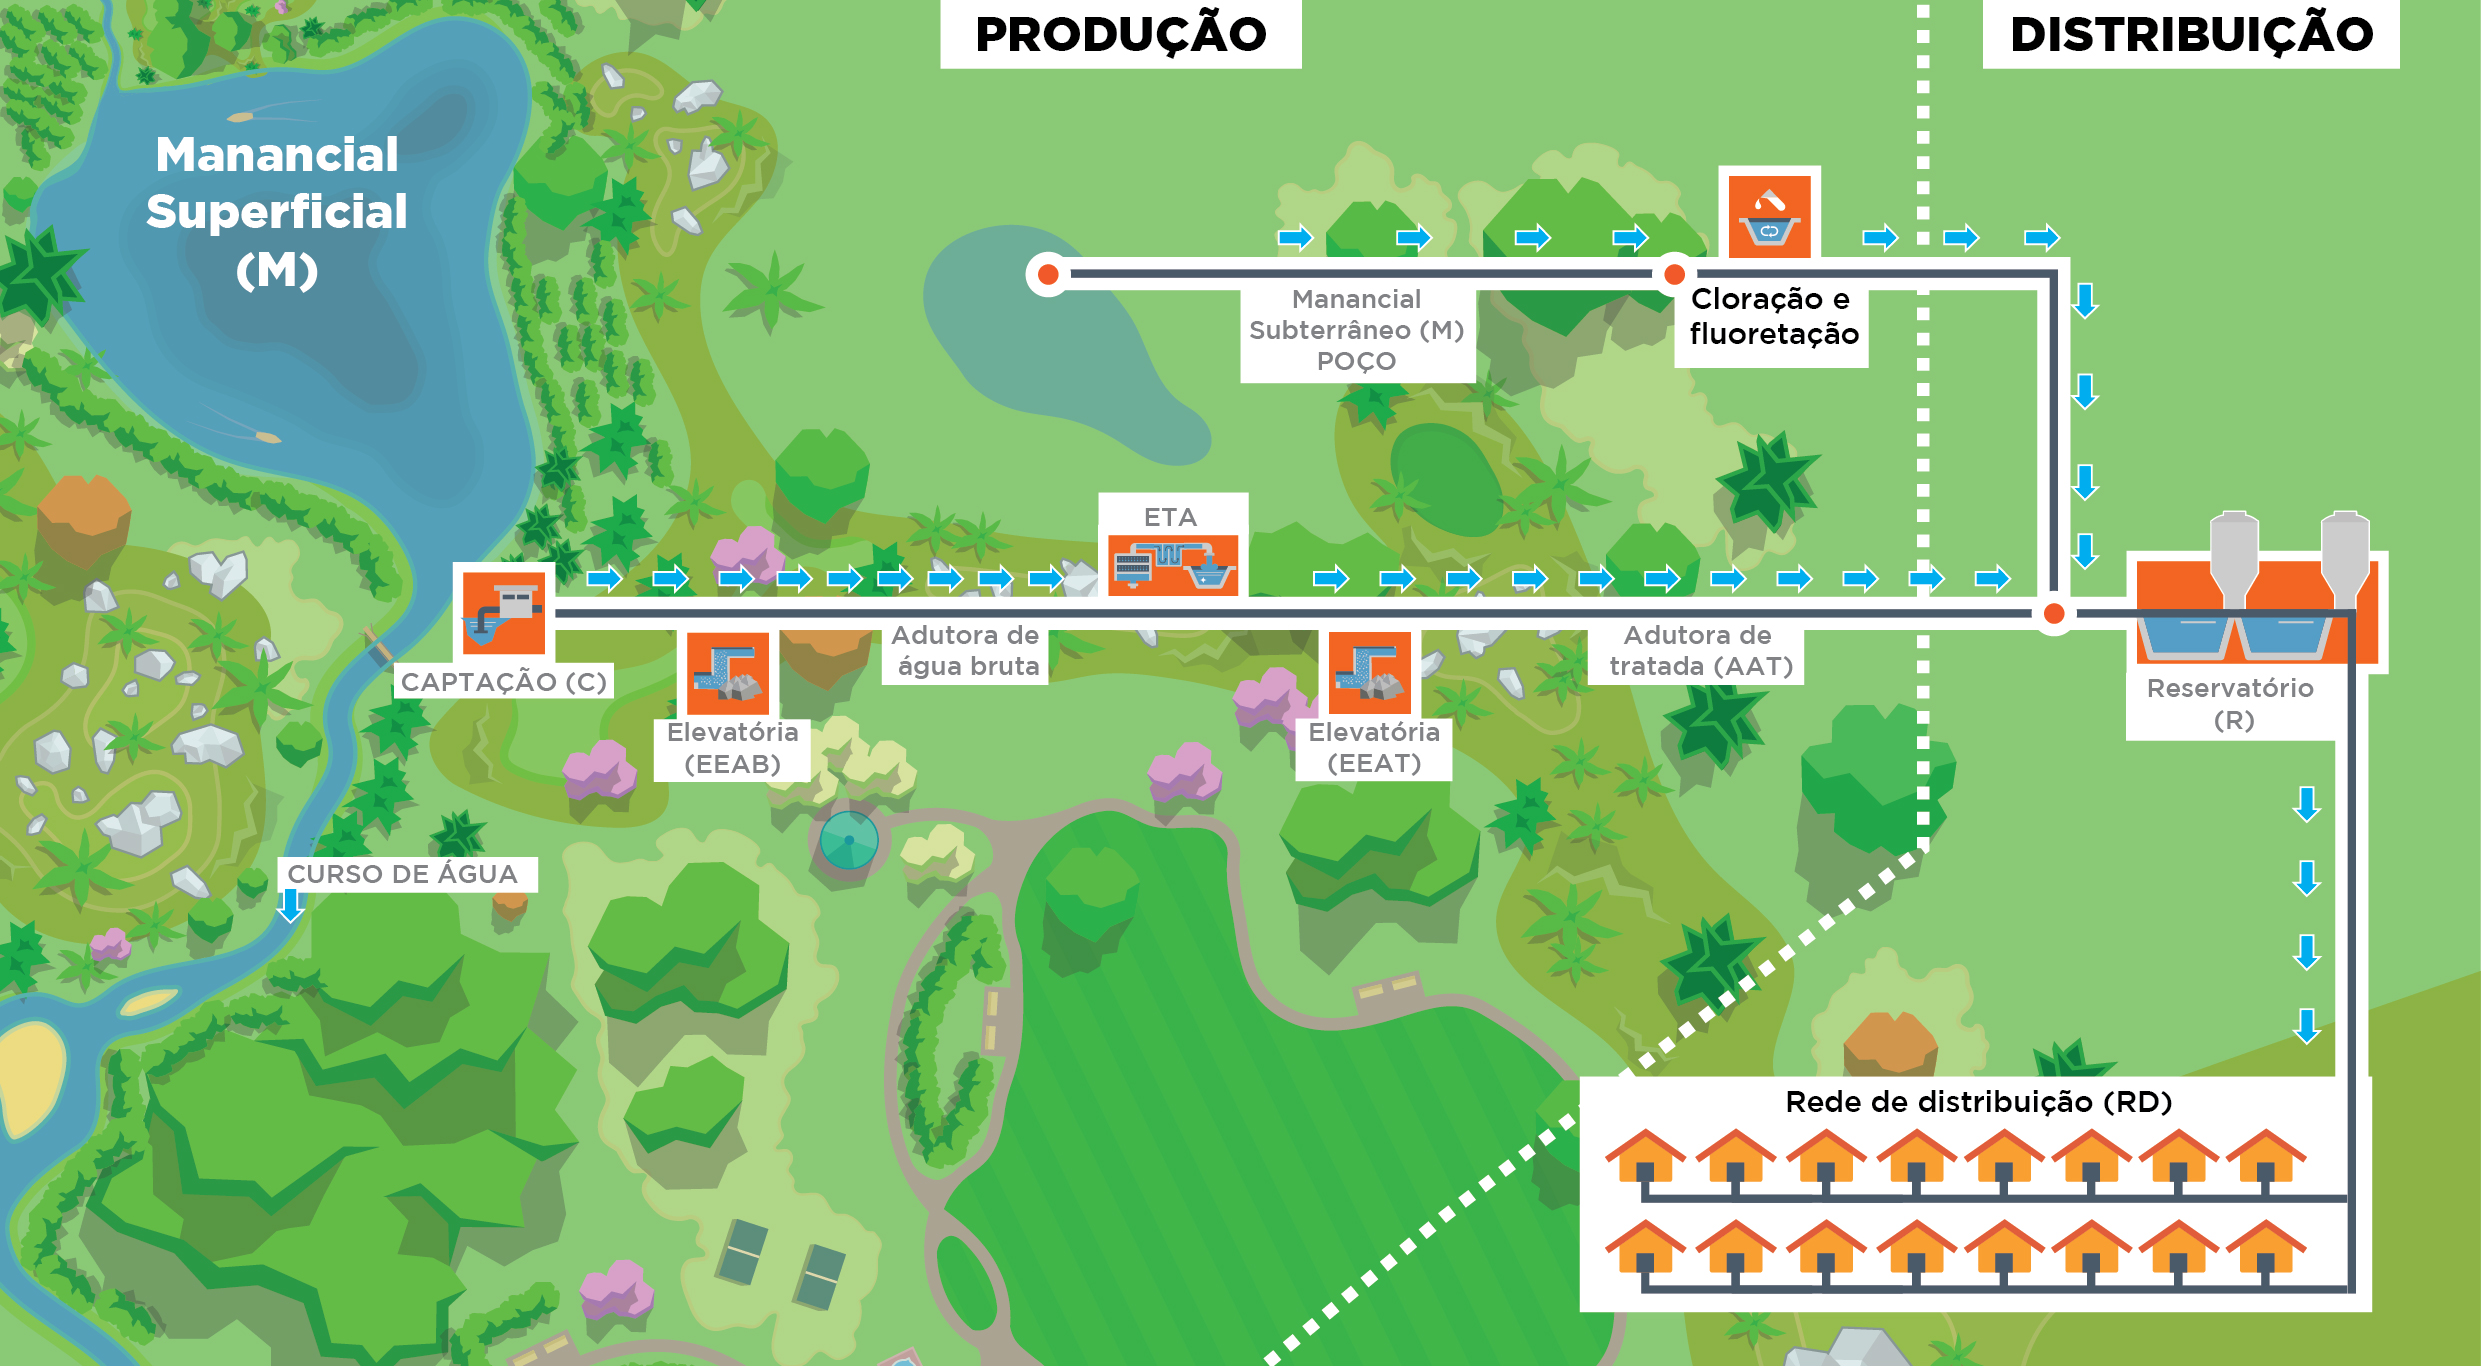 PRODUÇÃO
DISTRIBUIÇÃO
Manancial
Superficial
(M)
Manancial
Subterrâneo (M)
POÇO
Cloração e
fluoretação
ETA
CAPTAÇÃO (C)
Elevatória
(EEAB)
Adutora de
água bruta
Elevatória
(EEAT)
Adutora de
tratada (AAT)
Reservatório
(R)
CURSO DE ÁGUA
Rede de distribuição (RD)